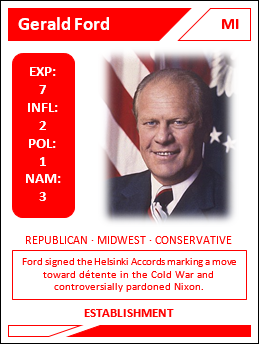 Gerald Ford
MI
EXP:
7
INFL:
2
POL:
1
NAM:
3
REPUBLICAN · MIDWEST · CONSERVATIVE
Ford signed the Helsinki Accords marking a move
toward détente in the Cold War and
controversially pardoned Nixon.
ESTABLISHMENT